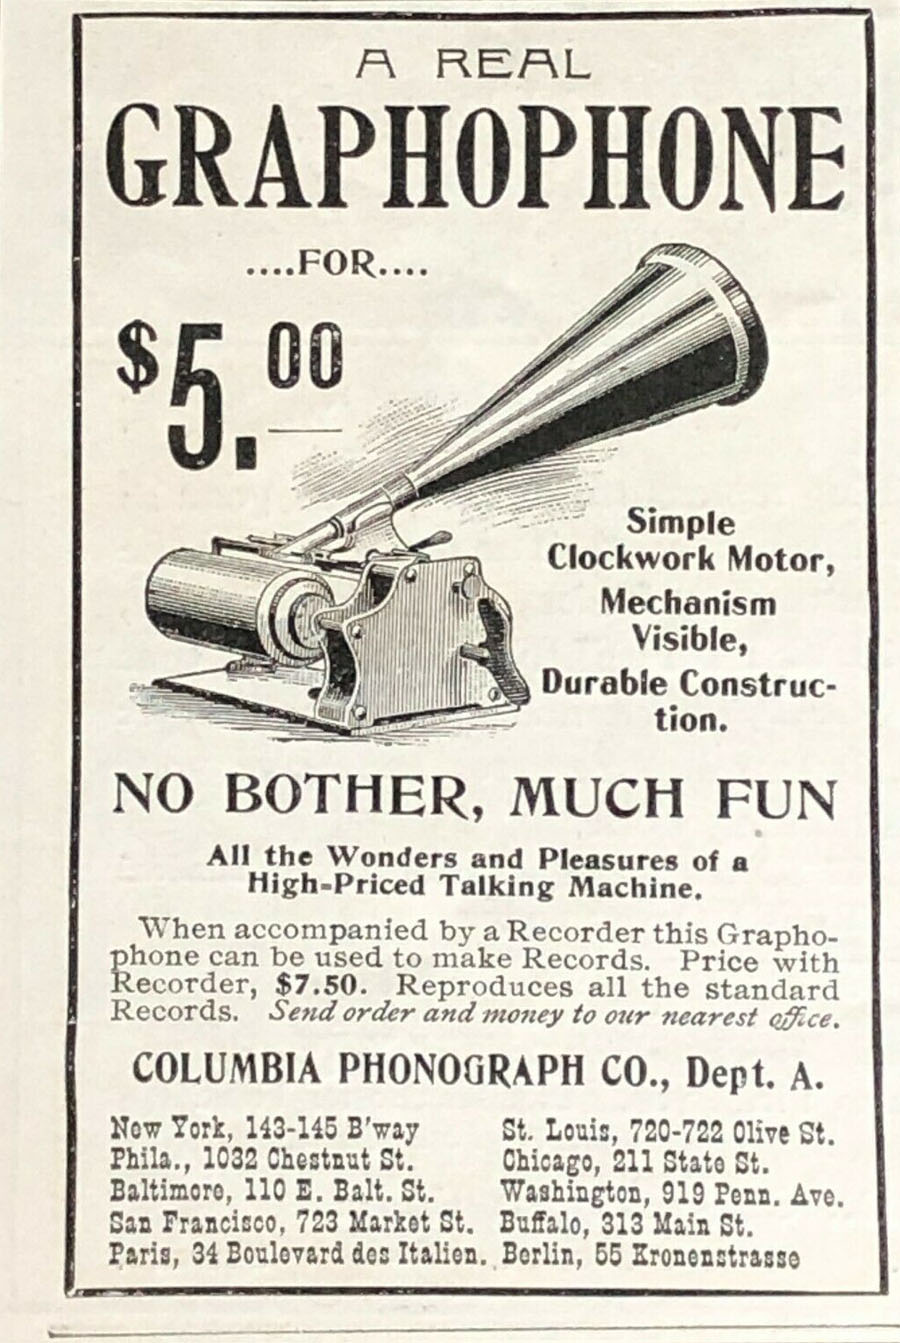 A REAL
GRAPHOPHONE
....FOR....
$5.00
Simple
Clockwork Motor,
Mechanism
Visible,
Durable Construc-
tion.
NO BOTHER, MUCH FUN
All the Wonders and Pleasures of a
High-Priced Talking Machine.
When accompanied by a Recorder this Grapho-
phone can be used to make Records. Price with
Recorder, $7.50. Reproduces all the standard
Records. Send order and money to our nearest office.
COLUMBIA PHONOGRAPH CO., Dept. A.
New York, 143-145 B'way
Phila., 1032 Chestnut St.
Baltimore, 110 E. Balt. St.
San Francisco, 723 Market St.
Paris, 34 Boulevard des Italien.
St. Louis, 720-722 Olive St.
Chicago, 211 State St.
Washington, 919 Penn. Ave.
Buffalo, 313 Main St.
Berlin, 55 Kronenstrasse